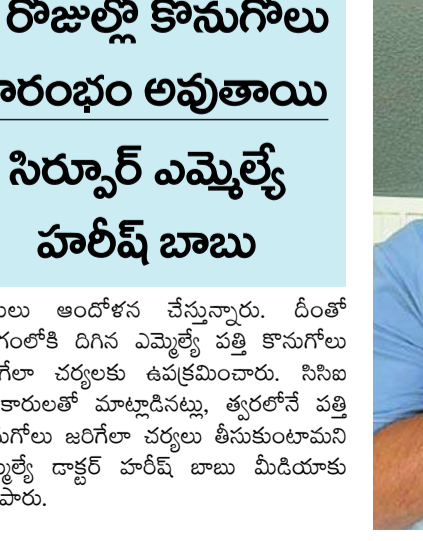 రోజుల్లో కొనుగోలు
అవుతాయి
సిర్పూర్ ఎమ్మెల్యే
హరీష్ బాబు
ఆందోళన చేస్తున్నారు. దీంతో
దిగిన ఎమ్మెల్యే పత్తి కొనుగోలు
చర్యలకు ఉపక్రమించారు. సిసిఐ
మాట్లాడినట్లు, త్వరలోనే పత్తి
జరిగేలా చర్యలు తీసుకుంటామని
డాక్టర్ హరీష్ బాబు మీడియాకు